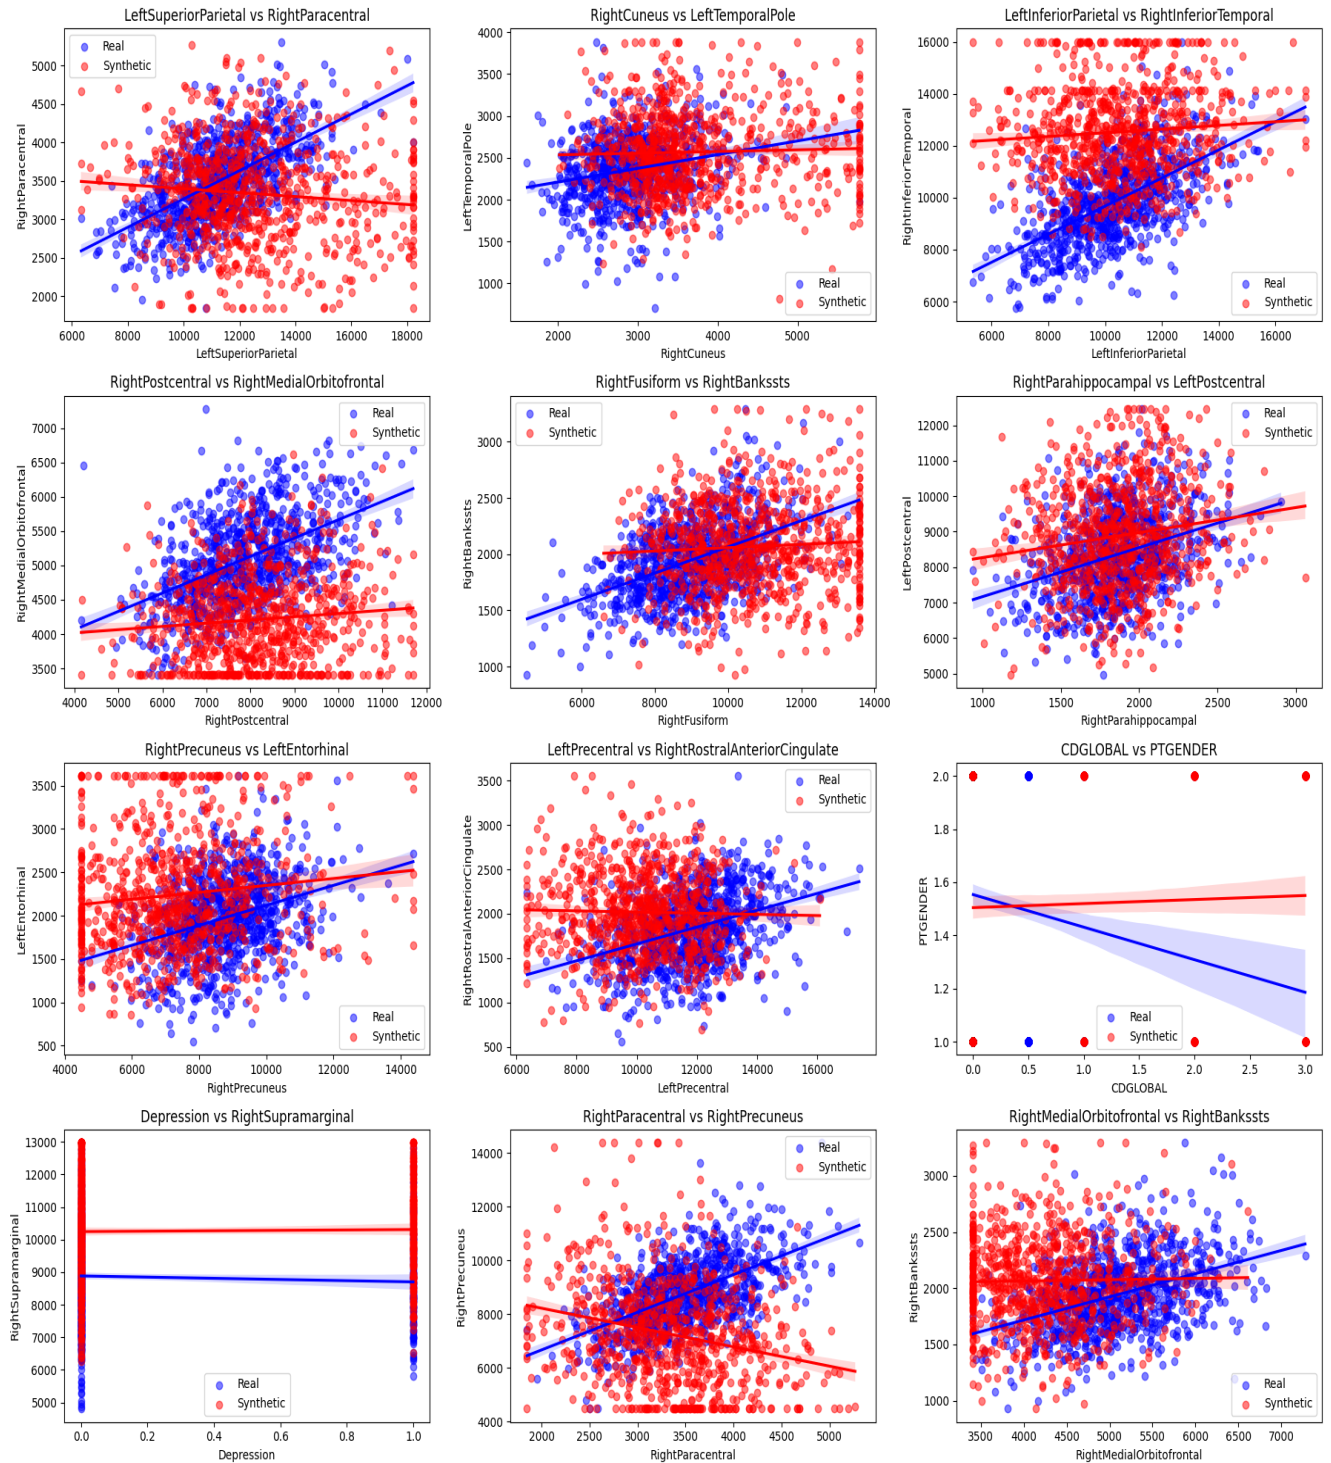 LeftSuperiorParietal vs RightParacentral
Real
Synthetic
RightParacentral
5000
4500
4000
3500
3000
2500
2000
6000 8000 10000 12000 14000 16000 18000
LeftSuperiorParietal
RightCuneus vs LeftTemporalPole
LeftTemporalPole
4000
3500
3000
2500
2000
1500
1000
Real
Synthetic
2000 3000 4000 5000
RightCuneus
LeftInferiorParietal vs RightInferiorTemporal
RightInferiorTemporal
16000
14000
12000
10000
8000
6000
Real
Synthetic
6000 8000 10000 12000 14000 16000
LeftInferiorParietal
RightPostcentral vs RightMedialOrbitofrontal
Real
Synthetic
RightMedialOrbitofrontal
7000
6500
6000
5500
5000
4500
4000
3500
4000 5000 6000 7000 8000 9000 10000 11000 12000
RightPostcentral
RightFusiform vs RightBankssts
Real
Synthetic
RightBankssts
3000
2500
2000
1500
1000
6000 8000 10000 12000 14000
RightFusiform
RightParahippocampal vs LeftPostcentral
Real
Synthetic
LeftPostcentral
12000
11000
10000
9000
8000
7000
6000
5000
1000 1500 2000 2500 3000
RightParahippocampal
RightPrecuneus vs LeftEntorhinal
LeftEntorhinal
3500
3000
2500
2000
1500
1000
500
Real
Synthetic
4000 6000 8000 10000 12000 14000
RightPrecuneus
LeftPrecentral vs RightRostralAnteriorCingulate
Real
Synthetic
RightRostralAnteriorCingulate
3500
3000
2500
2000
1500
1000
500
6000 8000 10000 12000 14000 16000
LeftPrecentral
CDGLOBAL vs PTGENDER
PTGENDER
2.0
1.8
1.6
1.4
1.2
1.0
Real
Synthetic
0.0 0.5 1.0 1.5 2.0 2.5 3.0
CDGLOBAL
Depression vs RightSupramarginal
RightSupramarginal
13000
12000
11000
10000
9000
8000
7000
6000
5000
Real
Synthetic
0.0 0.2 0.4 0.6 0.8 1.0
Depression
RightParacentral vs RightPrecuneus
Real
Synthetic
RightPrecuneus
14000
12000
10000
8000
6000
4000
2000 2500 3000 3500 4000 4500 5000
RightParacentral
RightMedialOrbitofrontal vs RightBankssts
RightBankssts
3000
2500
2000
1500
1000
Real
Synthetic
3500 4000 4500 5000 5500 6000 6500 7000
RightMedialOrbitofrontal